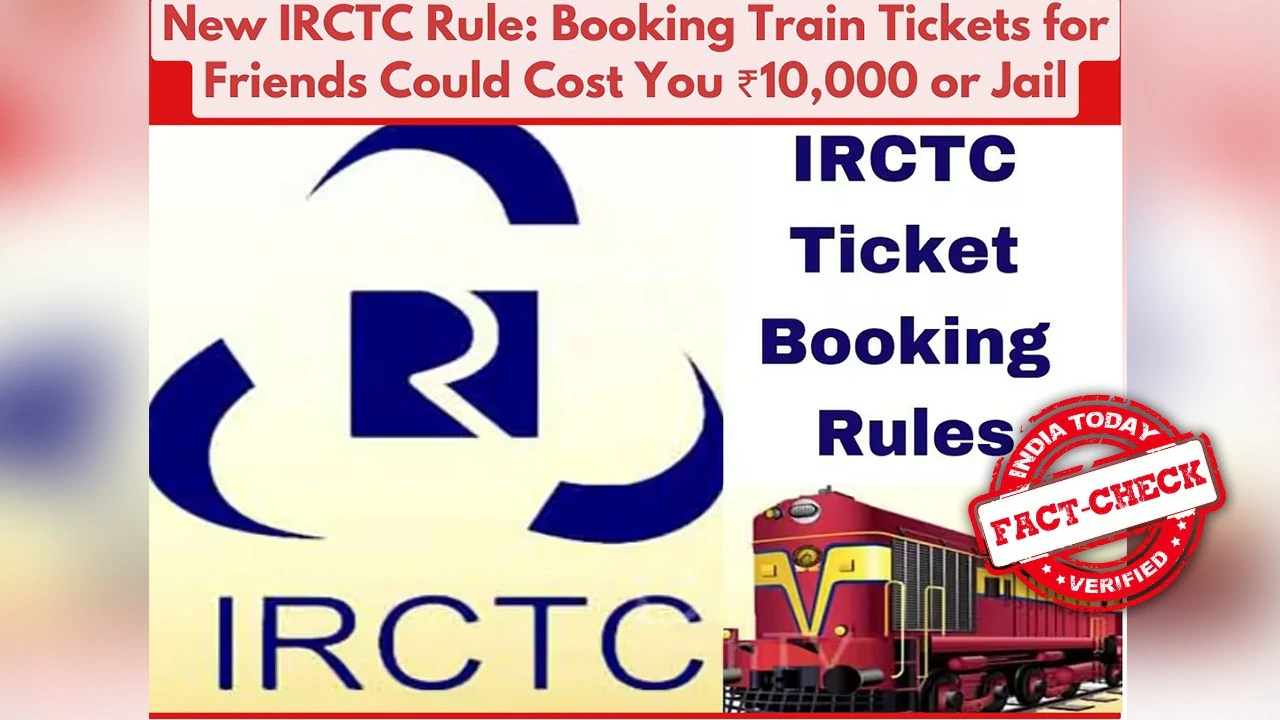 New IRCTC Rule: Booking Train Tickets for
Friends Could Cost You ₹10,000 or Jail
IRCTC
Ticket
Booking
Rules
IRCTC
INDIA TODAY
FACT-CHECK
VERIFIED